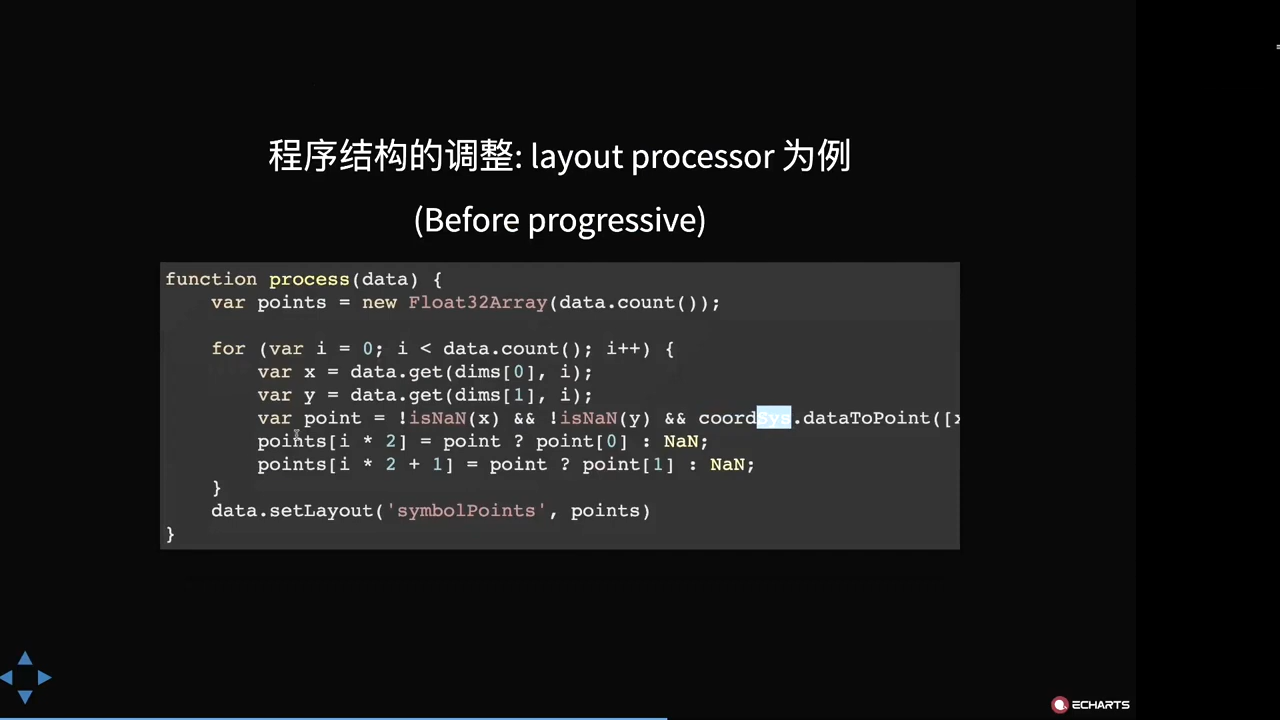 程序结构的调整: layout processor 为例
(Before progressive)
function process(data) {
    var points = new Float32Array(data.count());
    for (var i = 0; i < data.count(); i++) {
        var x = data.get(dims[0], i);
        var y = data.get(dims[1], i);
        var point = !isNaN(x) && !isNaN(y) && coordSys.dataToPoint([x
        points[i * 2] = point ? point[0] : NaN;
        points[i * 2 + 1] = point ? point[1] : NaN;
    }
    data.setLayout('symbolPoints', points)
}
ECHARTS